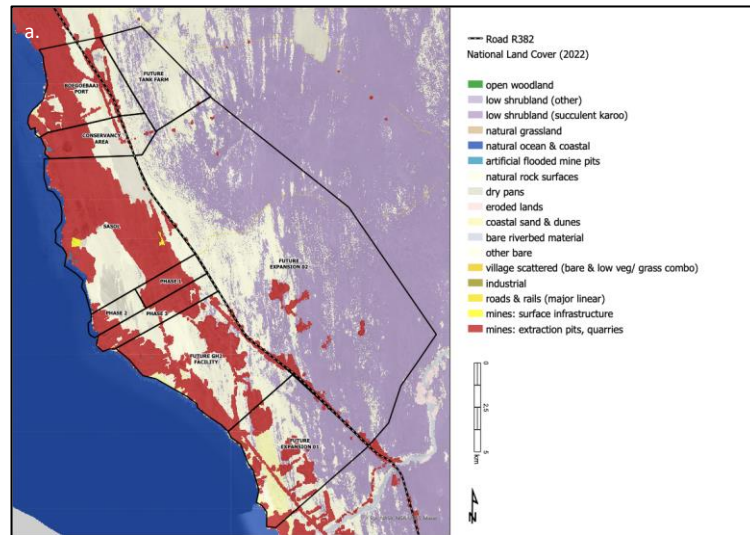 a.
Road R382
National Land Cover (2022)
open woodland
low shrubland (other)
low shrubland (succulent karoo)
natural grassland
natural ocean & coastal
artificial flooded mine pits
natural rock surfaces
dry pans
eroded lands
coastal sand & dunes
bare riverbed material
other bare
village scattered (bare & low veg/ grass combo)
industrial
roads & rails (major linear)
mines: surface infrastructure
mines: extraction pits, quarries
FUTURE
TANK FARM
BOEGOEBAAI
PORT
CONSERVANCY
AREA
SASOL
FUTURE
EXPANSION 02
PHASE 1
PHASE 2
PHASE 3
FUTURE GH2
FACILITY
FUTURE
EXPANSION 01
0
2.5
5
km
N